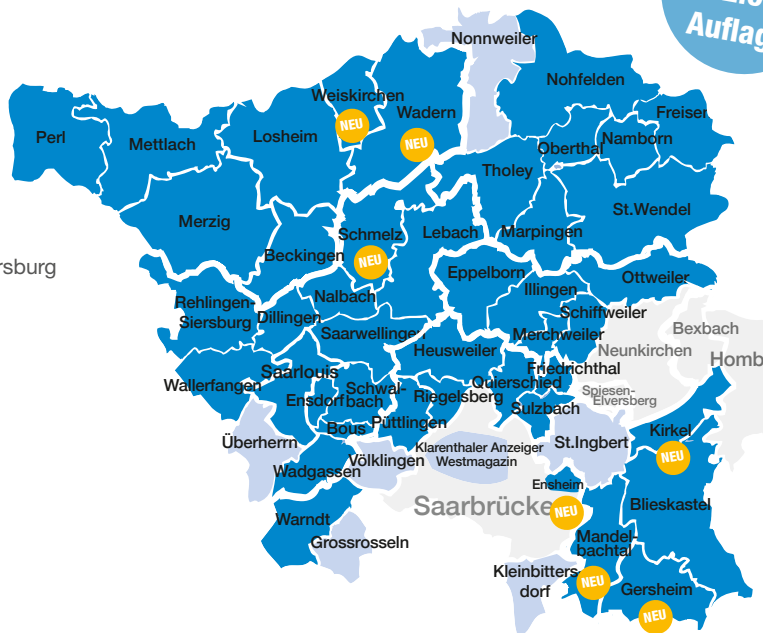 Auflag
Nonnweiler
Nohfelden
Weiskirchen
NEU
Wadern
NEU
Freisen
Perl
Mettlach
Losheim
Oberthal
Namborn
Tholey
Merzig
St.Wendel
Schmelz
NEU
Lebach
Marpingen
Beckingen
rsburg
Eppelborn
Ottweiler
Illingen
Rehlingen-
Siersburg
Nalbach
Dillingen
Schiffweiler
Saarwellingen
Merchweiler
Bexbach
Heusweiler
Neunkirchen
Homb
Friedrichthal
Saarlouis
Wallerfangen
Quierschied
Schwal-
bach
Riegelsberg
Spiesen-
Elversberg
Ensdorf
Sulzbach
Püttlingen
Bous
Kirkel
NEU
Überherrn
St.Ingbert
Klarenthaler Anzeiger
Westmagazin
Völklingen
Wadgassen
Ensheim
Saarbrücke
NEU
Blieskastel
Warndt
Mandel-
bachtal
NEU
Grossrosseln
Kleinbitters-
dorf
Gersheim
NEU